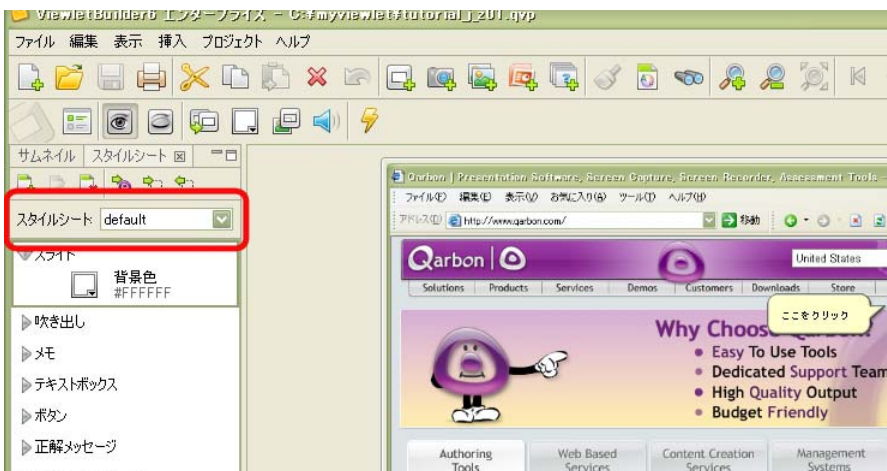 ViewletBuilder6 エンタープライズ - C:¥myviewlet¥tutorial_j_201.qvp
ファイル 編集 表示 挿入 プロジェクト ヘルプ
サムネイル スタイルシート
スタイルシート default
スライド
背景色
#FFFFFF
吹き出し
メモ
テキストボックス
ボタン
正解メッセージ
Qarbon | Presentation Software, Screen Capture, Screen Recorder, Assessment Tools -
ファイル(F) 編集(E) 表示(V) お気に入り(A) ツール(T) ヘルプ(H)
アドレス(D) http://www.qarbon.com/ 移動
Qarbon
United States
Solutions Products Services Demos Customers Downloads Store
ここをクリック
Why Choose
Easy To Use Tools
Dedicated Support Team
High Quality Output
Budget Friendly
Authoring Tools
Web Based Services
Content Creation Services
Management Systems